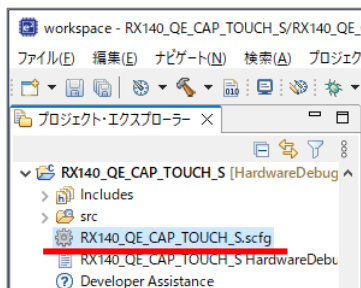 workspace - RX140_QE_CAP_TOUCH_S/RX140_QE_
ファイル(F) 編集(E) ナビゲート(N) 検索(A) プロジェク
プロジェクト・エクスプローラー
RX140_QE_CAP_TOUCH_S [HardwareDebug
Includes
src
RX140_QE_CAP_TOUCH_S.scfg
RX140_QE_CAP_TOUCH_S HardwareDebu
Developer Assistance